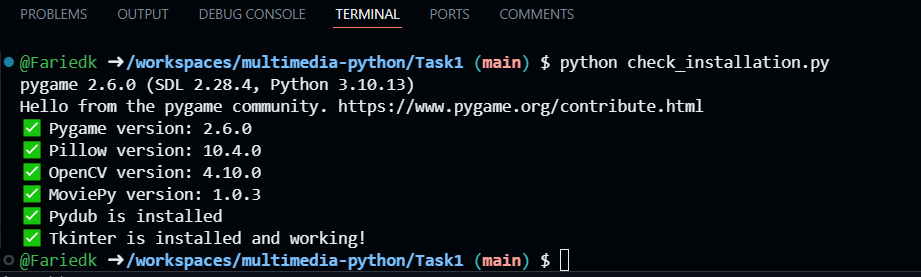 PROBLEMS OUTPUT DEBUG CONSOLE TERMINAL PORTS COMMENTS
@Fariedk ➜/workspaces/multimedia-python/Task1 (main) $ python check_installation.py
pygame 2.6.0 (SDL 2.28.4, Python 3.10.13)
Hello from the pygame community. https://www.pygame.org/contribute.html
✅ Pygame version: 2.6.0
✅ Pillow version: 10.4.0
✅ OpenCV version: 4.10.0
✅ MoviePy version: 1.0.3
✅ Pydub is installed
✅ Tkinter is installed and working!
@Fariedk ➜/workspaces/multimedia-python/Task1 (main) $